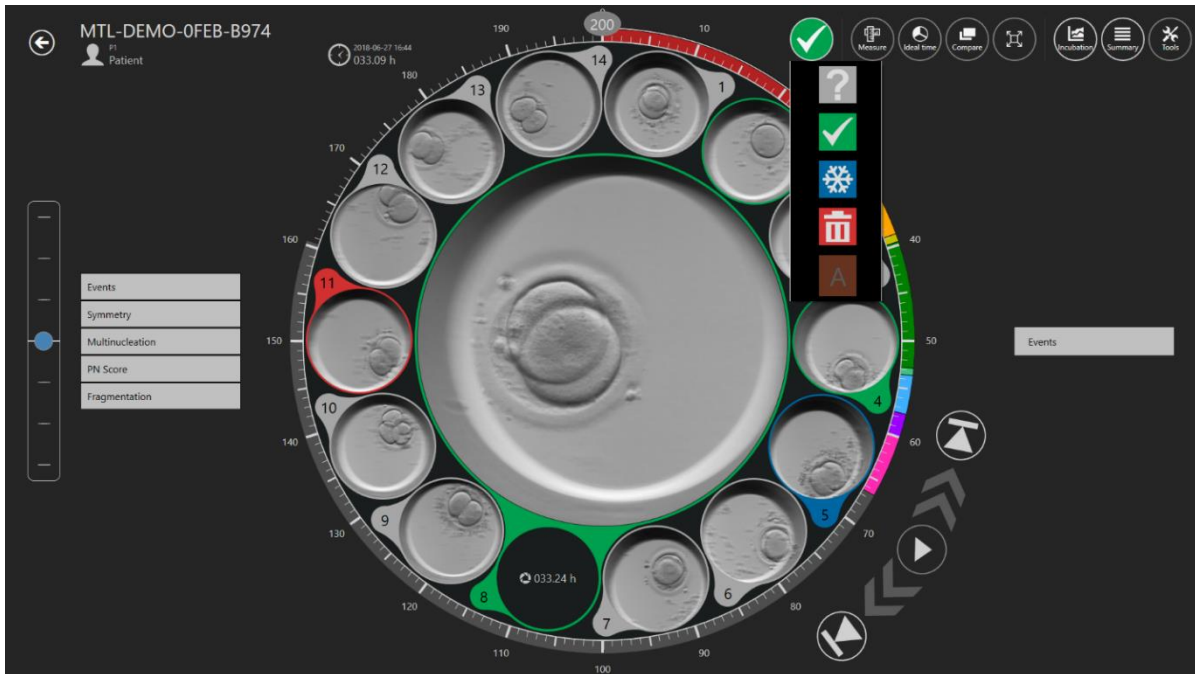 MTL-DEMO-0FEB-B974
P1
Patient
2018-06-27 16:44
033.09 h
Measure
Ideal time
Compare
Incubation
Summary
Tools
200
10
40
50
60
70
80
90
100
110
120
130
140
150
160
170
180
190
1
4
5
6
7
8
9
10
11
12
13
14
033.24 h
?
A
Events
Symmetry
Multinucleation
PN Score
Fragmentation
Events